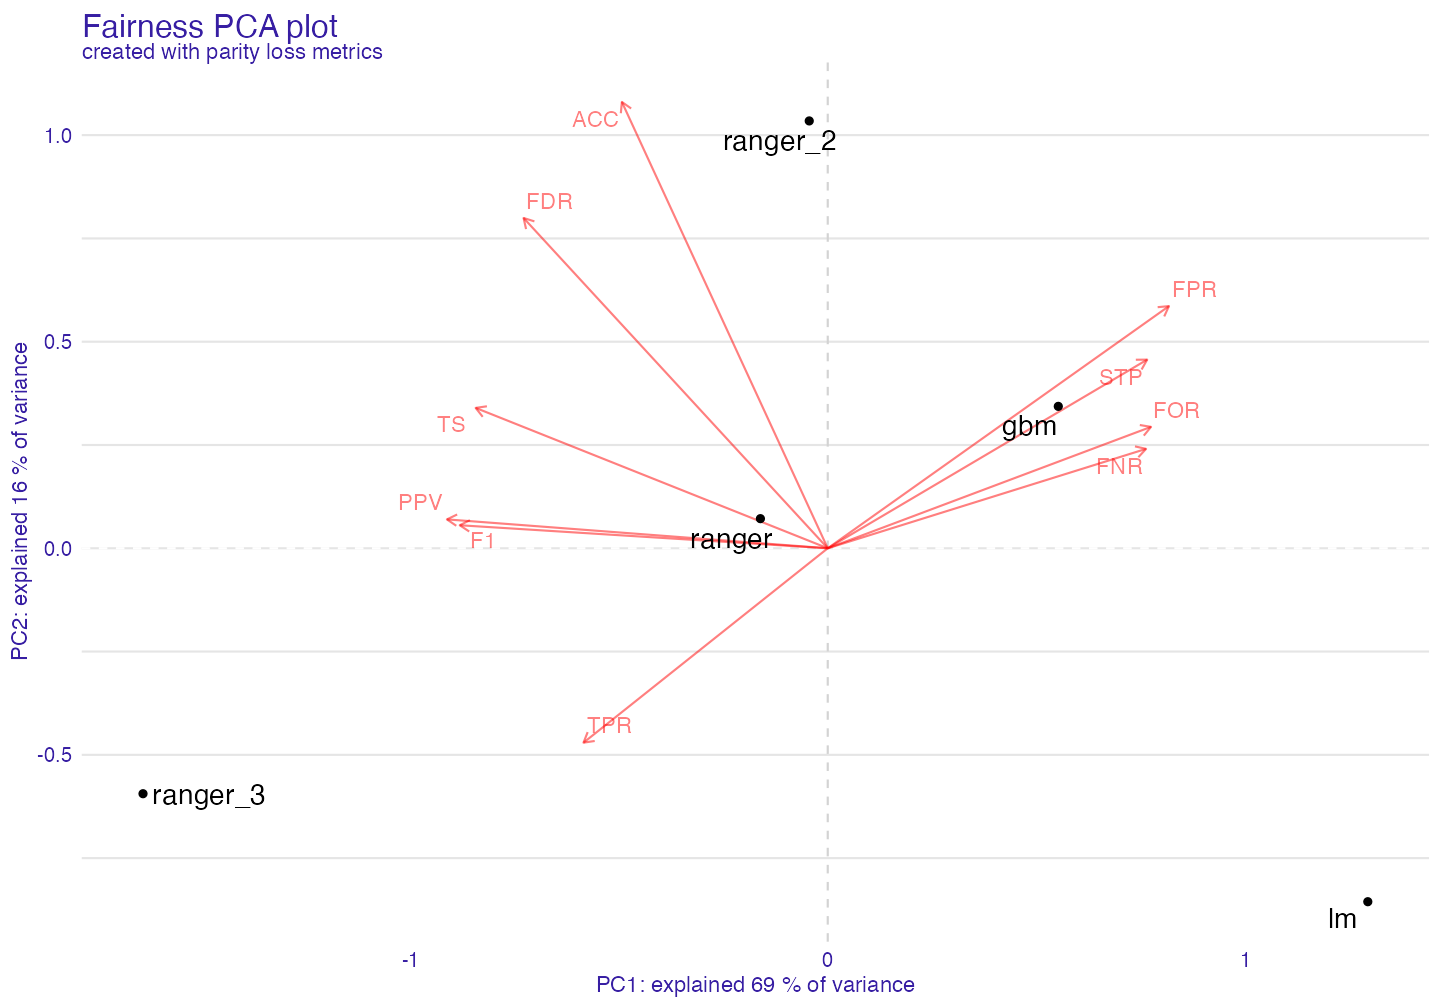 Fairness PCA plot
created with parity loss metrics
ACC
1.0
ranger_2
FDR
FPR
0.5
STP
FOR
TS
gbm
FNR
PPV
F1
ranger
0.0
PC2: explained 16 % of variance
TPR
-0.5
ranger_3
lm
-1
0
1
PC1: explained 69 % of variance